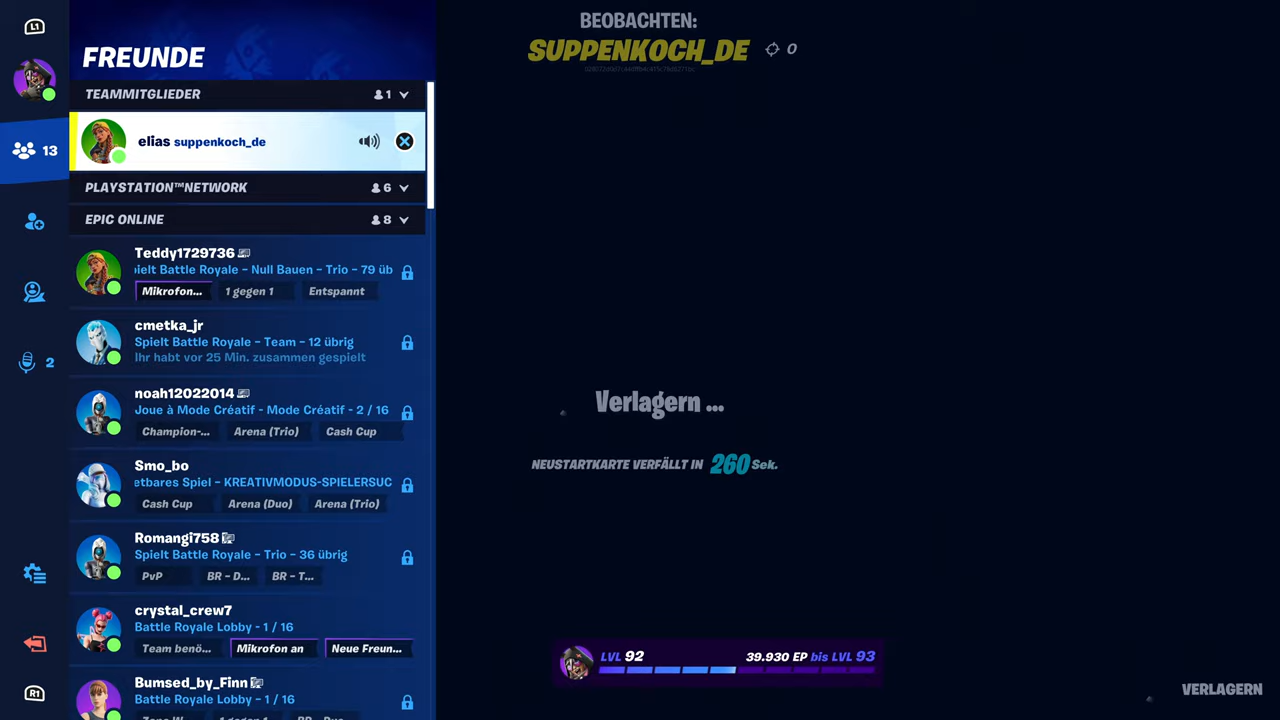 L1
13
2
R1
FREUNDE
TEAMMITGLIEDER 1
elias suppenkoch_de
PLAYSTATION™NETWORK 6
EPIC ONLINE 8
Teddy1729736
ielt Battle Royale – Null Bauen – Trio – 79 üb
Mikrofon... 1 gegen 1 Entspannt
cmetka_jr
Spielt Battle Royale – Team – 12 übrig
Ihr habt vor 25 Min. zusammen gespielt
noah12022014
Joue à Mode Créatif - Mode Créatif - 2 / 16
Champion-... Arena (Trio) Cash Cup
Smo_bo
etbares Spiel – KREATIVMODUS-SPIELERSUC
Cash Cup Arena (Duo) Arena (Trio)
Romangi758
Spielt Battle Royale – Trio – 36 übrig
PvP BR – D... BR – T...
crystal_crew7
Battle Royale Lobby - 1 / 16
Team benö... Mikrofon an Neue Freun...
Bumsed_by_Finn
Battle Royale Lobby – 1 / 16
BEOBACHTEN:
SUPPENKOCH_DE 0
Verlagern ...
NEUSTARTKARTE VERFÄLLT IN 260 Sek.
LVL 92 39.930 EP bis LVL 93
VERLAGERN